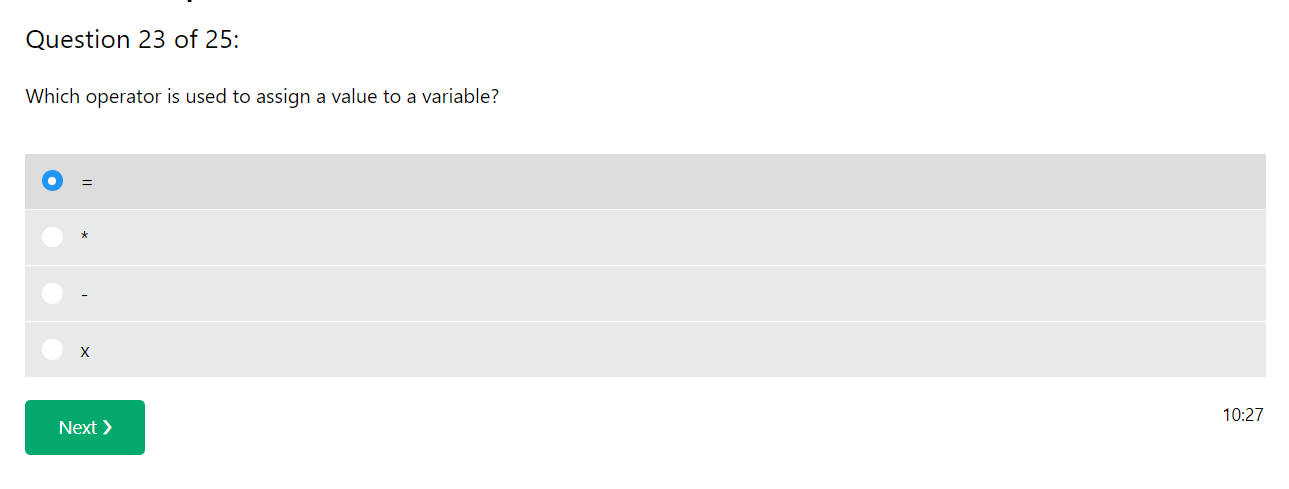 Question 23 of 25:
Which operator is used to assign a value to a variable?
=
*
-
x
Next ❯
10:27